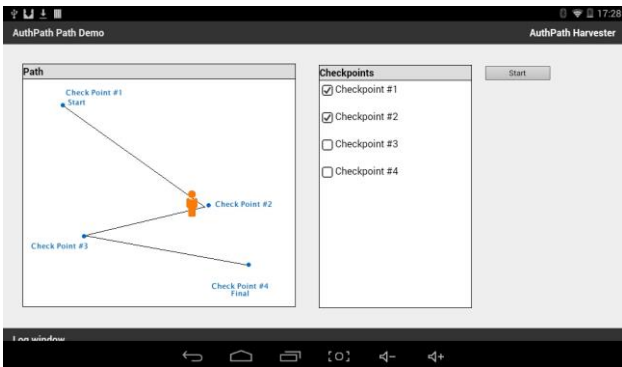 17:28
AuthPath Path Demo
AuthPath Harvester
Path
Check Point #1
Start
Check Point #2
Check Point #3
Check Point #4
Final
Checkpoints
Checkpoint #1
Checkpoint #2
Checkpoint #3
Checkpoint #4
Start
Log window